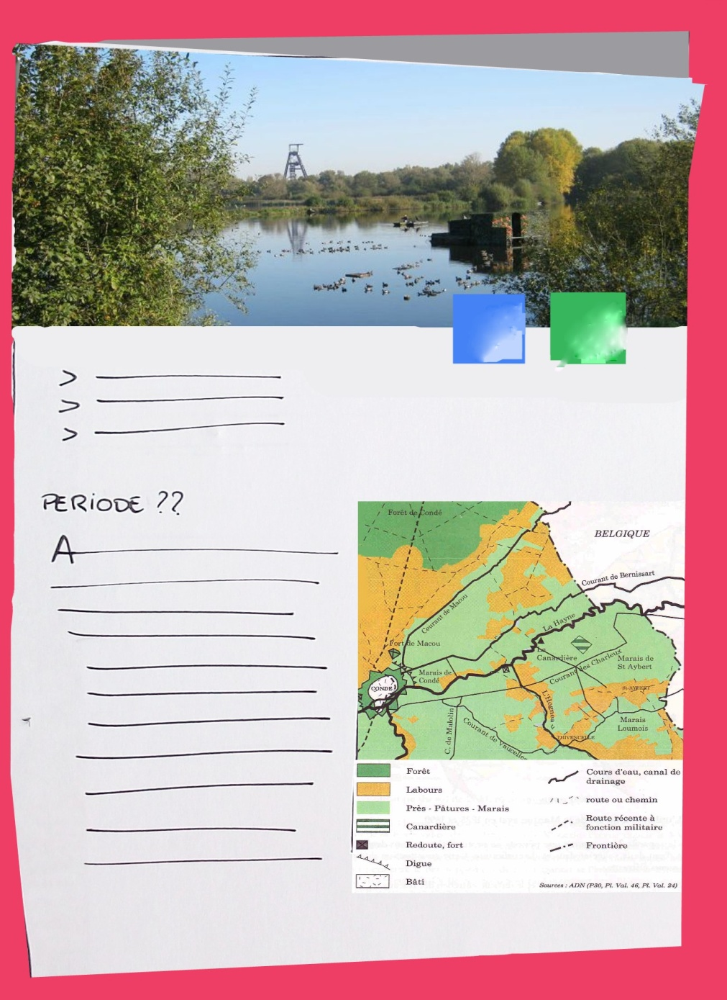 >
>
>
PERIODE ??
A
Forêt de Condé
BELGIQUE
Courant de Bernissart
Courant de Macou
La Hayne
Fort de Macou
La Canardière
Marais de
St Aybert
Courant des Charleux
Marais de
Condé
CONDE
St AYBERT
L'Hogneau
Marais
Loumois
C. de Malolin
Courant de Vaucelles
THIVENCELLE
Forêt
Labours
Près - Pâtures - Marais
Canardière
Redoute, fort
Digue
Bâti
Cours d'eau, canal de
drainage
route ou chemin
Route récente à
fonction militaire
Frontière
Sources : ADN (P30, Pl. Val. 46, Pl. Val. 24)